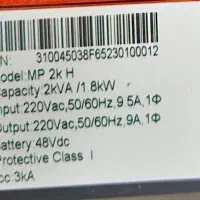 N: 310045038F65230100012
Model: MP 2k H
Capacity: 2kVA /1.8kW
Input: 220Vac, 50/60Hz, 9.5A, 1Φ
Output: 220Vac, 50/60Hz, 9A, 1Φ
Battery: 48Vdc
Protective Class I
cc: 3kA